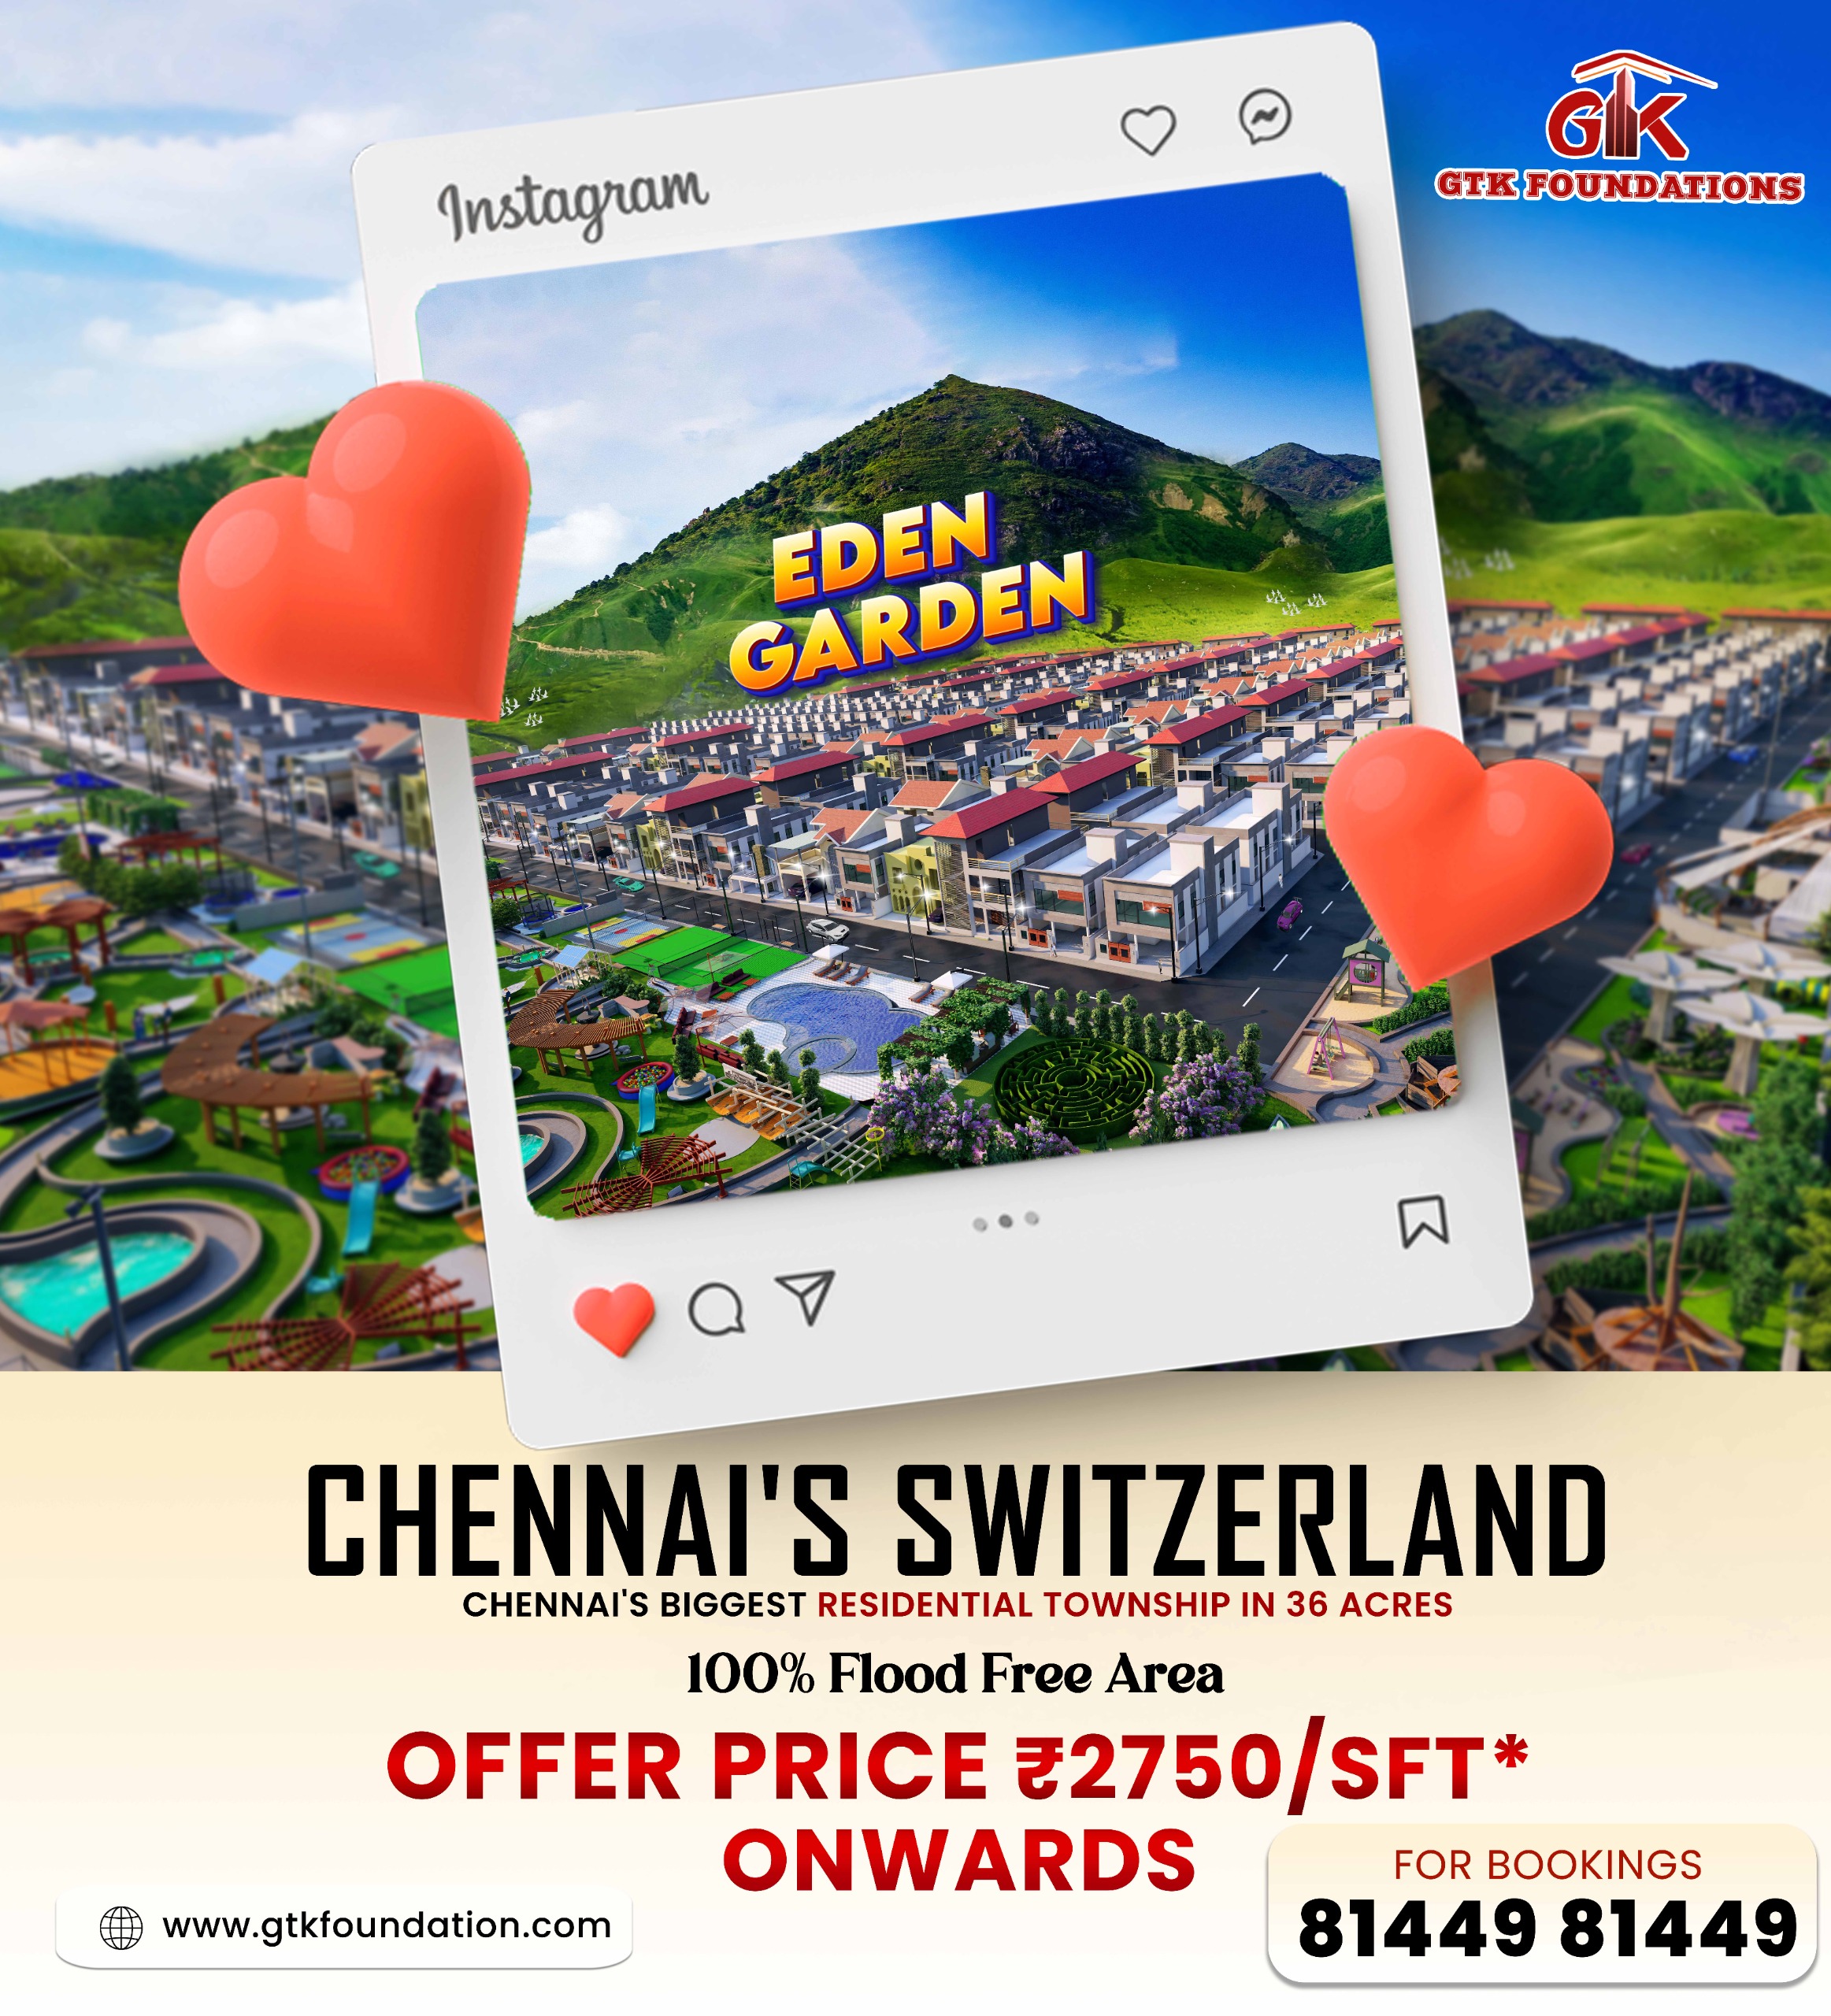 GTK
GTK FOUNDATIONS
Instagram
EDEN
GARDEN
CHENNAI'S SWITZERLAND
CHENNAI'S BIGGEST RESIDENTIAL TOWNSHIP IN 36 ACRES
100% Flood Free Area
OFFER PRICE ₹2750/SFT*
ONWARDS
FOR BOOKINGS
81449 81449
www.gtkfoundation.com